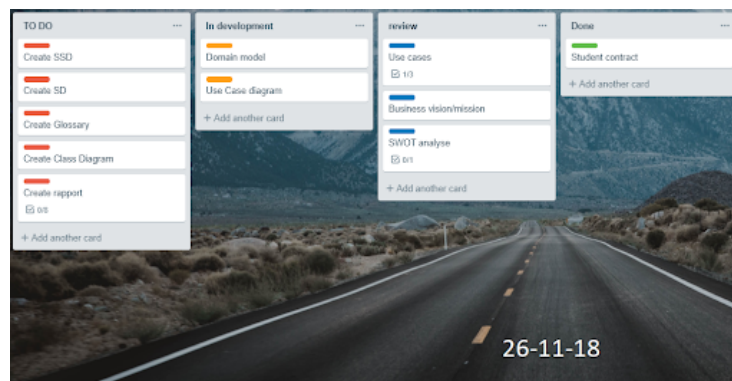 TO DO
Create SSD
Create SD
Create Glossary
Create Class Diagram
Create rapport
0/8
+ Add another card
In development
Domain model
Use Case diagram
+ Add another card
review
Use cases
1/3
Business vision/mission
SWOT analyse
0/1
+ Add another card
Done
Student contract
+ Add another card
26-11-18